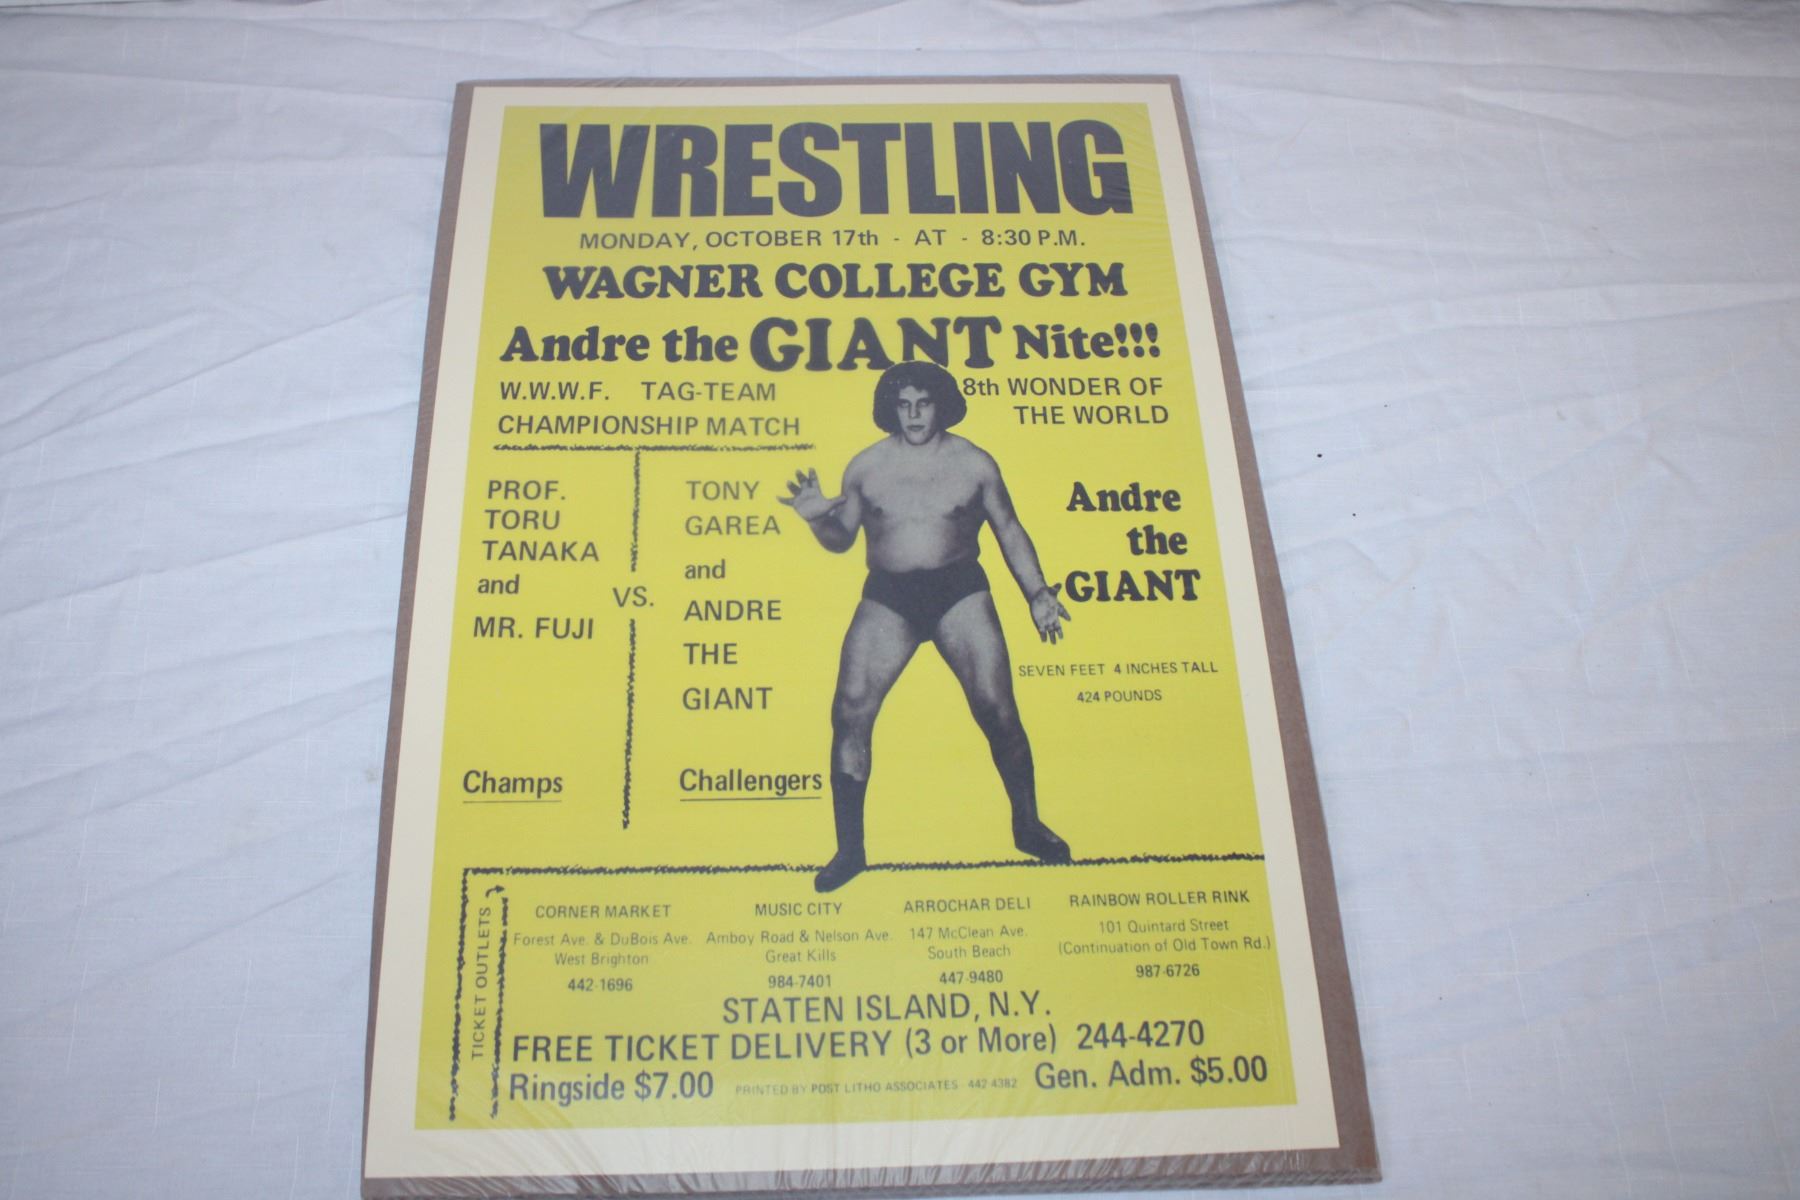 WRESTLING
MONDAY, OCTOBER 17th - AT - 8:30 P.M.
WAGNER COLLEGE GYM
Andre the GIANT Nite!!!
W.W.W.F. TAG-TEAM
CHAMPIONSHIP MATCH
8th WONDER OF
THE WORLD
PROF.
TORU
TANAKA
and
MR. FUJI
Champs
VS.
TONY
GAREA
and
ANDRE
THE
GIANT
Challengers
Andre
the
GIANT
SEVEN FEET 4 INCHES TALL
424 POUNDS
TICKET OUTLETS
CORNER MARKET
Forest Ave. & DuBois Ave.
West Brighton
442-1696
MUSIC CITY
Amboy Road & Nelson Ave.
Great Kills
984-7401
ARROCHAR DELI
147 McClean Ave.
South Beach
447-9480
RAINBOW ROLLER RINK
101 Quintard Street
(Continuation of Old Town Rd.)
987-6726
STATEN ISLAND, N.Y.
FREE TICKET DELIVERY (3 or More) 244-4270
Ringside $7.00
PRINTED BY POST LITHO ASSOCIATES 442-4382
Gen. Adm. $5.00